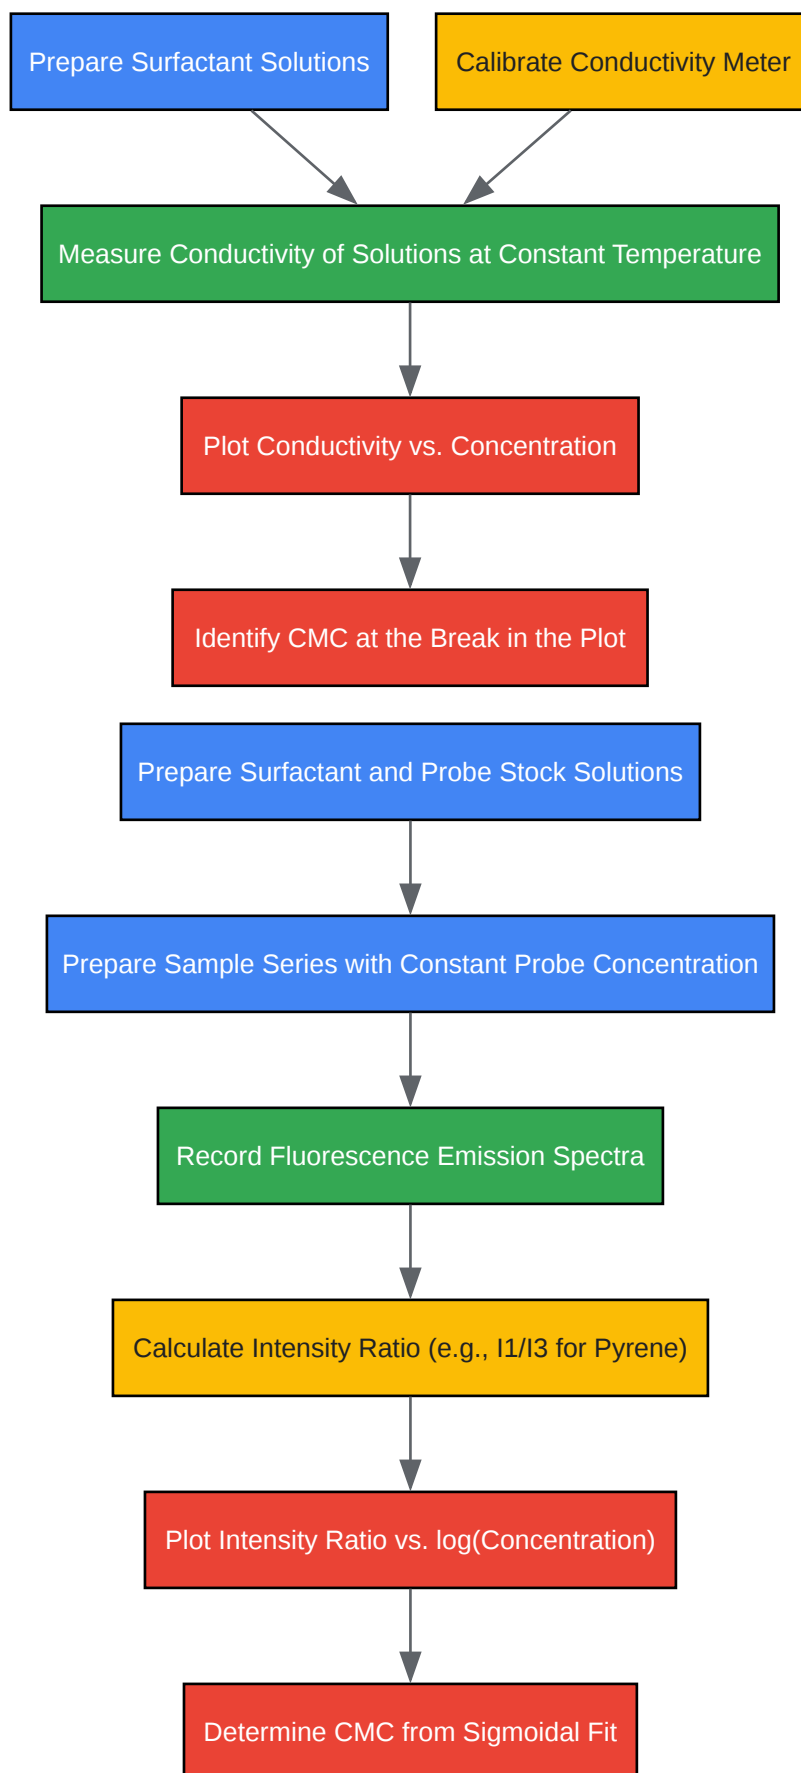 Prepare Surfactant Solutions
Calibrate Conductivity Meter
Measure Conductivity of Solutions at Constant Temperature
Plot Conductivity vs. Concentration
Identify CMC at the Break in the Plot
Prepare Surfactant and Probe Stock Solutions
Prepare Sample Series with Constant Probe Concentration
Record Fluorescence Emission Spectra
Calculate Intensity Ratio (e.g., I1/I3 for Pyrene)
Plot Intensity Ratio vs. log(Concentration)
Determine CMC from Sigmoidal Fit